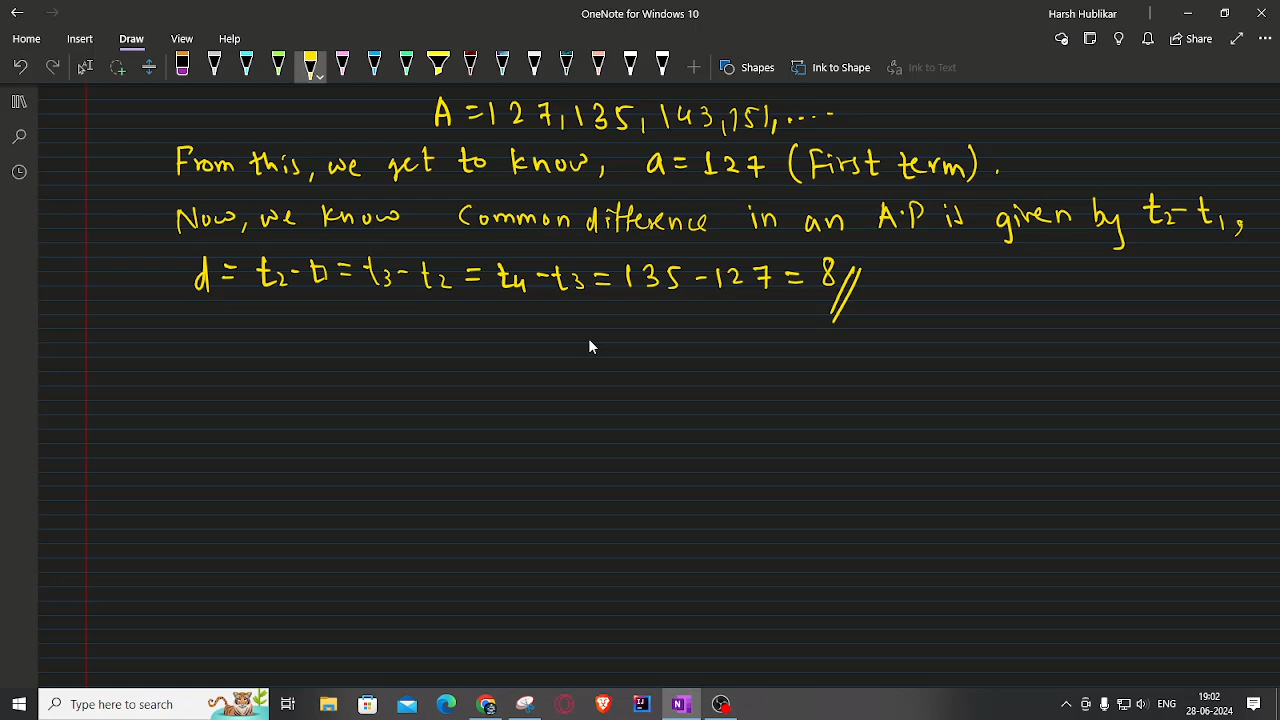 OneNote for Windows 10
Harsh Hublikar
Home Insert Draw View Help
Share
Shapes
Ink to Shape
Ink to Text
A = 127, 135, 143, 151, ....
From this, we get to know, a = 127 (First term).
Now, we know Common difference in an A.P is given by t2 - t1,
d = t2 - t1 = t3 - t2 = t4 - t3 = 135 - 127 = 8//
Type here to search
ENG
19:02
28-06-2024